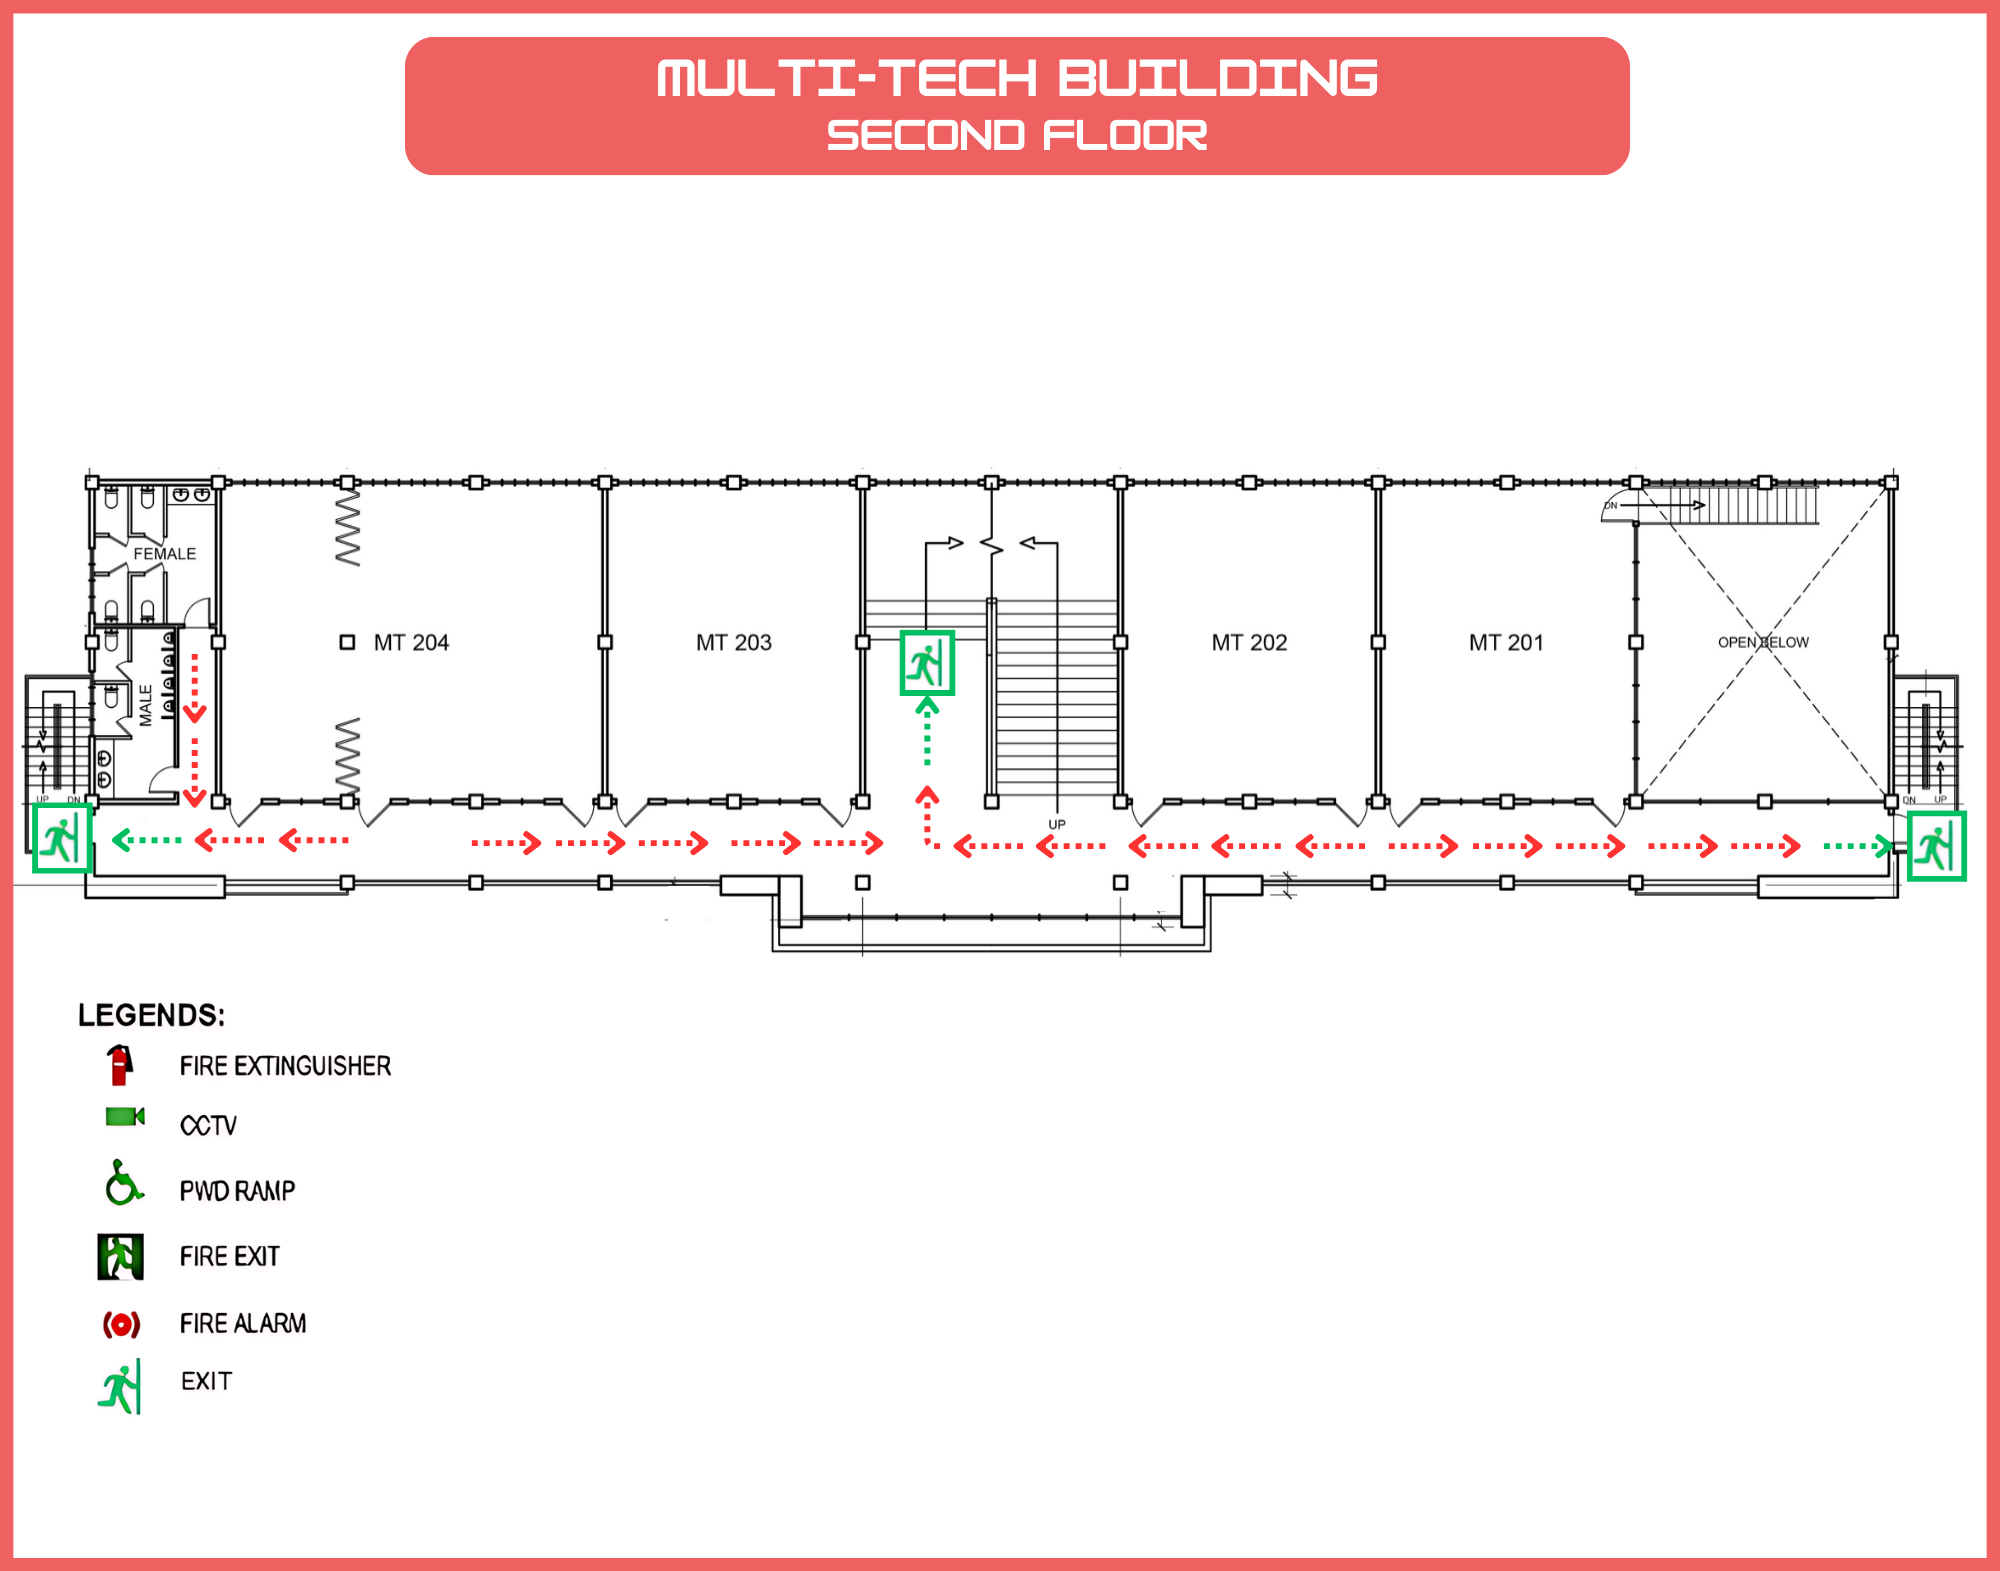 MULTI-TECH BUILDING
SECOND FLOOR
DN
FEMALE
MT 204
MT 203
MT 202
MT 201
OPEN BELOW
MALE
UP
DN
DN
UP
UP
LEGENDS:
FIRE EXTINGUISHER
CCTV
PWD RAMP
FIRE EXIT
FIRE ALARM
EXIT